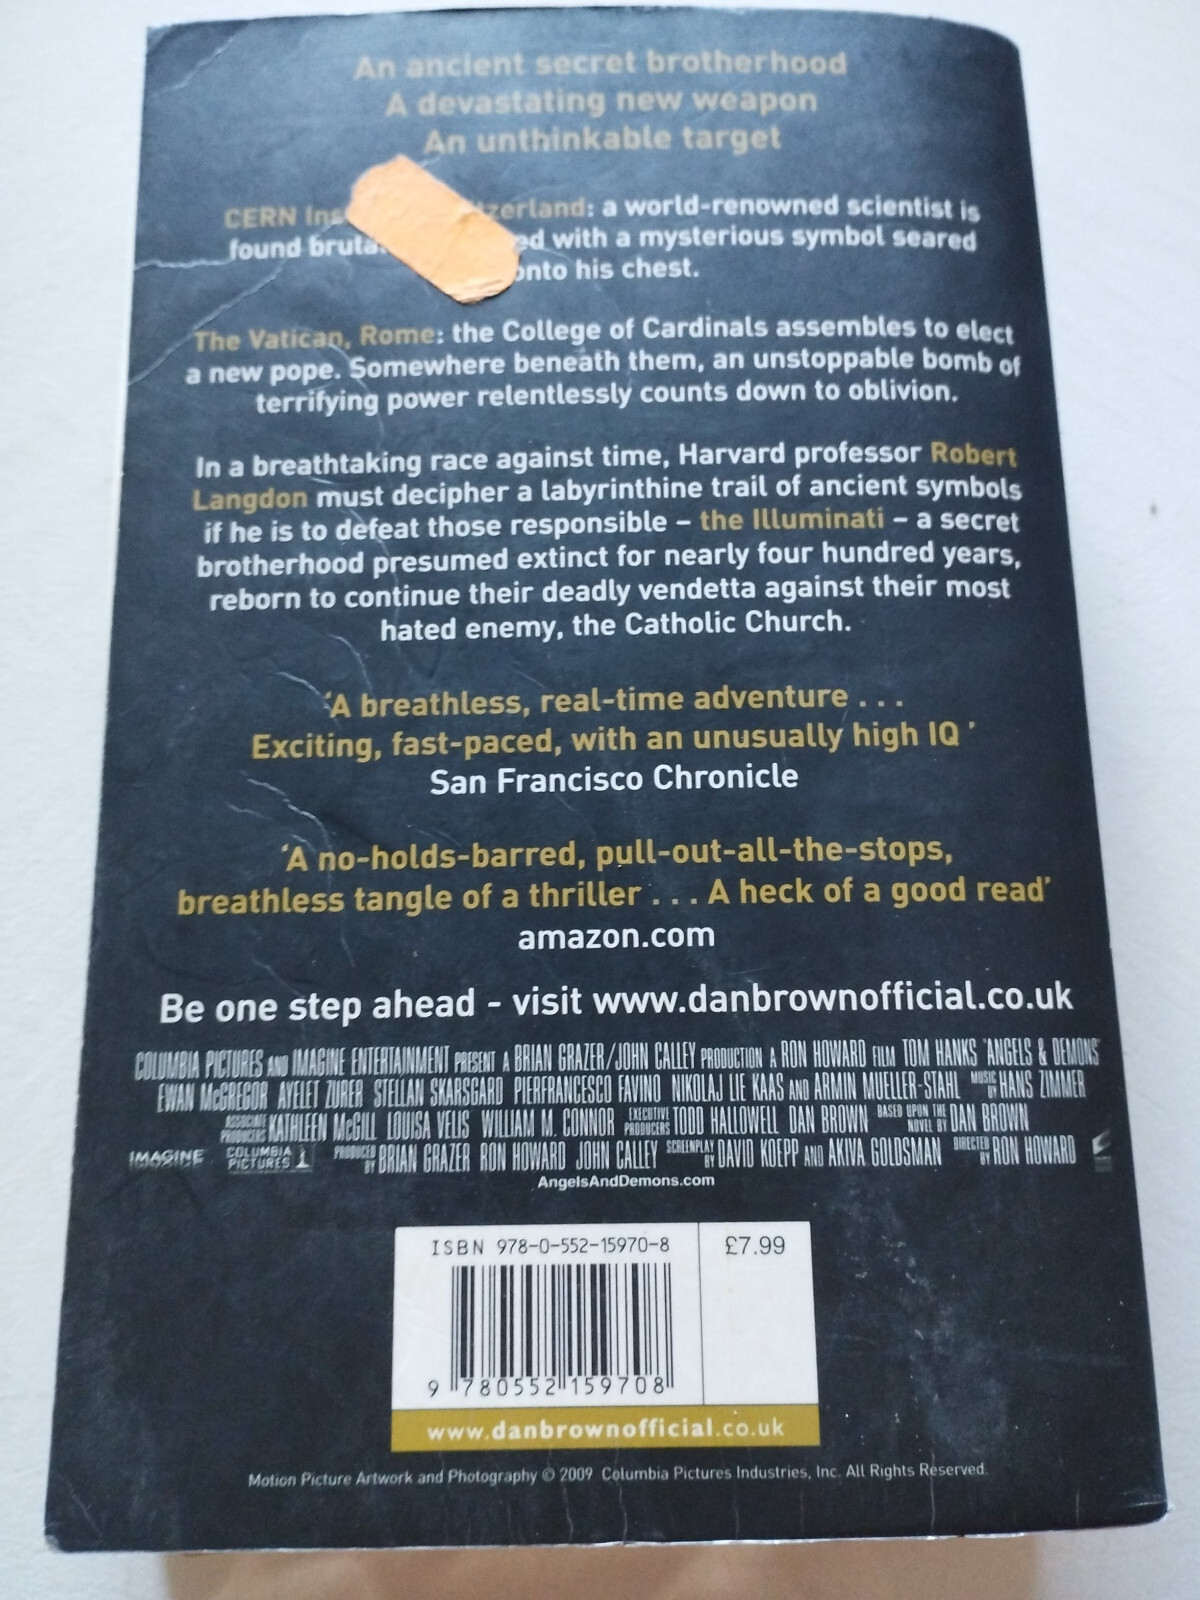 An ancient secret brotherhood
A devastating new weapon
An unthinkable target
CERN zerland: a world-renowned scientist is
found with a mysterious symbol seared
onto his chest.
The Vatican, Rome: the College of Cardinals assembles to elect
a new pope. Somewhere beneath them, an unstoppable bomb of
terrifying power relentlessly counts down to oblivion.
In a breathtaking race against time, Harvard professor Robert
Langdon must decipher a labyrinthine trail of ancient symbols
if he is to defeat those responsible – the Illuminati – a secret
brotherhood presumed extinct for nearly four hundred years,
reborn to continue their deadly vendetta against their most
hated enemy, the Catholic Church.
'A breathless, real-time adventure . . .
Exciting, fast-paced, with an unusually high IQ '
San Francisco Chronicle
'A no-holds-barred, pull-out-all-the-stops,
breathless tangle of a thriller . . . A heck of a good read'
amazon.com
Be one step ahead - visit www.danbrownofficial.co.uk
COLUMBIA PICTURES AND IMAGINE ENTERTAINMENT PRESENT A BRIAN GRAZER/JOHN CALLEY PRODUCTION A RON HOWARD FILM TOM HANKS 'ANGELS & DEMONS'
EWAN McGREGOR AYELET ZURER STELLAN SKARSGARD PIERFRANCESCO FAVINO NIKOLAJ LIE KAAS AND ARMIN MUELLER-STAHL MUSIC BY HANS ZIMMER
ASSOCIATE PRODUCERS KATHLEEN McGILL LOUISA VELIS WILLIAM M. CONNOR EXECUTIVE PRODUCERS TODD HALLOWELL DAN BROWN BASED UPON THE NOVEL BY DAN BROWN
IMAGINE COLUMBIA PICTURES PRODUCED BY BRIAN GRAZER RON HOWARD JOHN CALLEY SCREENPLAY BY DAVID KOEPP AND AKIVA GOLDSMAN DIRECTED BY RON HOWARD
AngelsAndDemons.com
ISBN 978-0-552-15970-8 £7.99
9 780552 159708
www.danbrownofficial.co.uk
Motion Picture Artwork and Photography © 2009 Columbia Pictures Industries, Inc. All Rights Reserved.